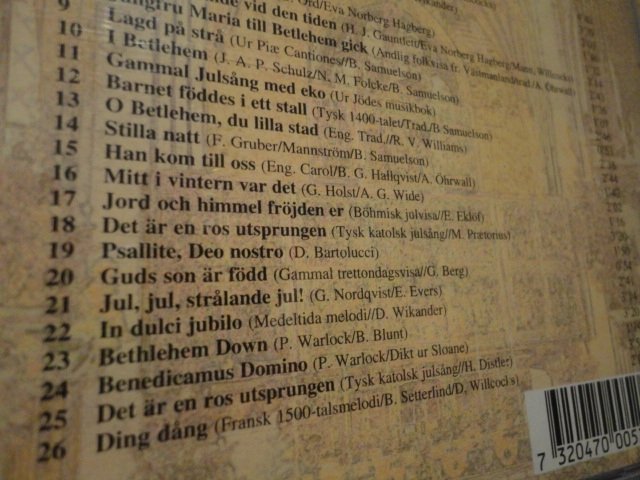 Ord/Eva Norberg Hagberg)
vid den tiden (H. J. Gauntlett/Eva Norberg Hagberg/Mann, Willcocks)
Maria till Betlehem gick (Andlig folkvisa fr. Västmanland/trad/A. Öhrwall)
9 Lagd på strå (Ur Piæ Cantiones//B. Samuelson)
10 I Betlehem (J. A. P. Schulz/N. M. Folcke/B. Samuelson)
11 Gammal Julsång med eko (Ur Jödes musikbok)
12 Barnet föddes i ett stall (Tysk 1400-talet/Trad./B Samuelson)
13 O Betlehem, du lilla stad (Eng. Trad.//R. V. Williams)
14 Stilla natt (F. Gruber/Mannström/B. Samuelson)
15 Han kom till oss (Eng. Carol/B. G. Hallqvist/A. Öhrwall)
16 Mitt i vintern var det (G. Holst/A. G. Wide)
17 Jord och himmel fröjden er (Böhmisk julvisa//E. Eklöf)
18 Det är en ros utsprungen (Tysk katolsk julsång//M. Prætorius)
19 Psallite, Deo nostro (D. Bartolucci)
20 Guds son är född (Gammal trettondagsvisa//G. Berg)
21 Jul, jul, strålande jul! (G. Nordqvist/E. Evers)
22 In dulci jubilo (Medeltida melodi//D. Wikander)
23 Bethlehem Down (P. Warlock/B. Blunt)
24 Benedicamus Domino (P. Warlock/Dikt ur Sloane)
25 Det är en ros utsprungen (Tysk katolsk julsång//H. Distler)
26 Ding dång (Fransk 1500-talsmelodi/B. Setterlind/D, Willcocks)
7 320470 005